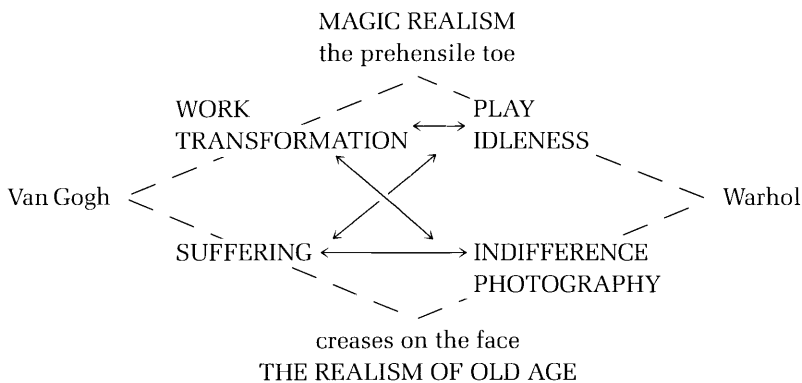 MAGIC REALISM
the prehensile toe
WORK
PLAY
TRANSFORMATION
IDLENESS
Van Gogh
Warhol
SUFFERING
INDIFFERENCE
PHOTOGRAPHY
creases on the face
THE REALISM OF OLD AGE